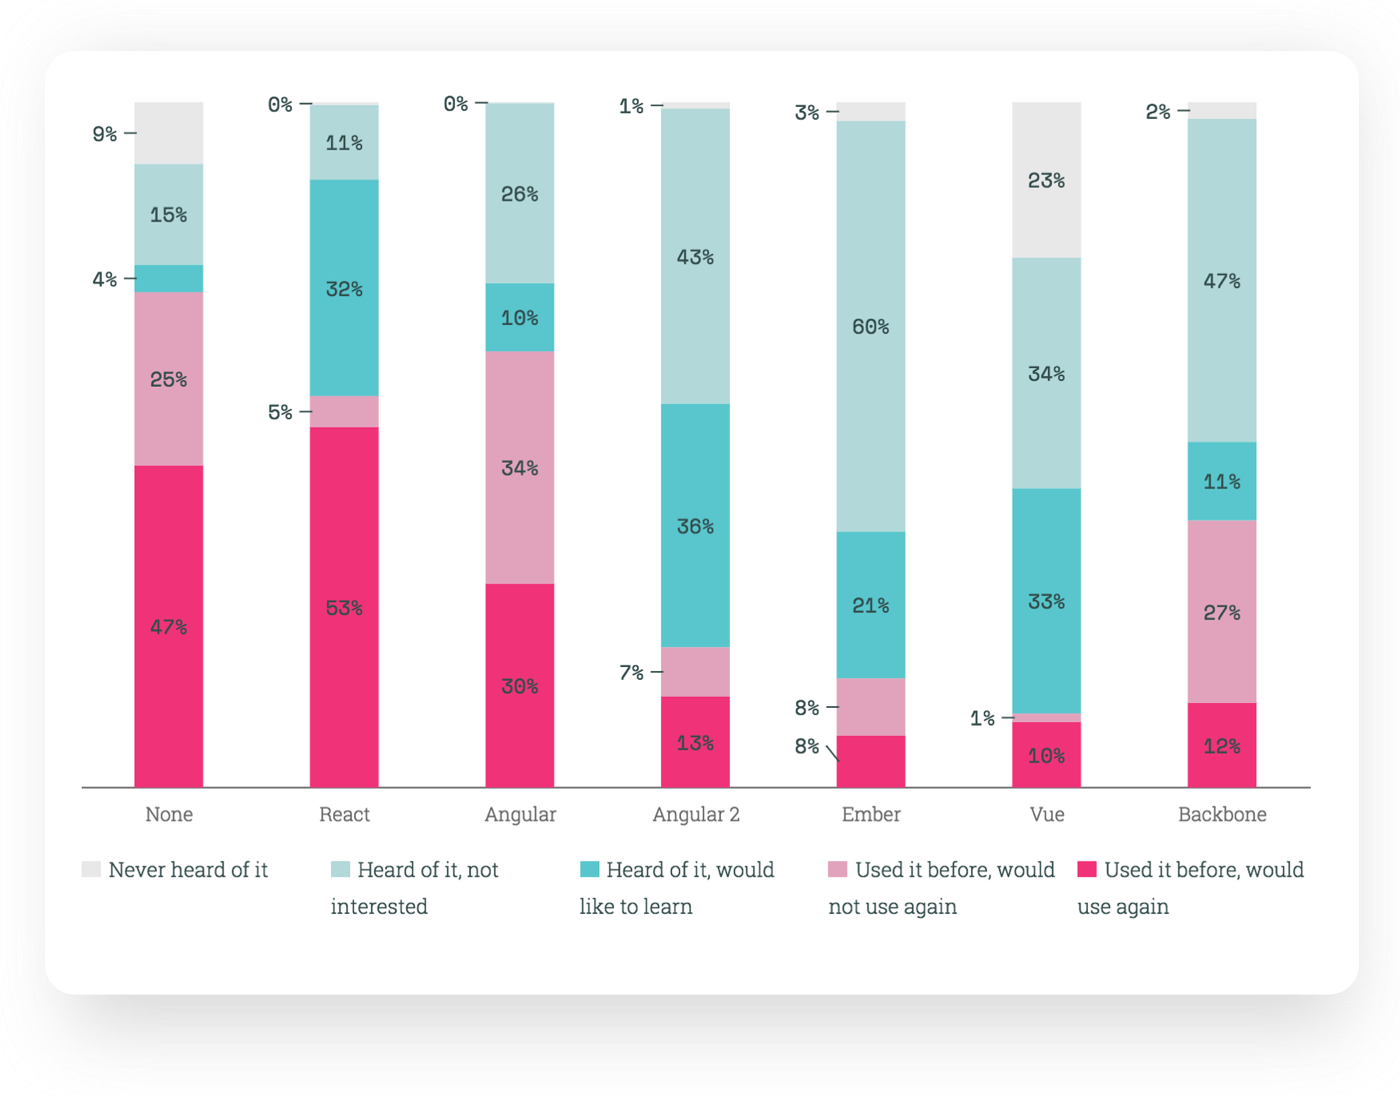 0%
0%
1%
3%
2%
9%
11%
23%
26%
15%
43%
47%
4%
32%
10%
60%
25%
34%
5%
34%
11%
36%
33%
21%
47%
53%
27%
7%
30%
8%
1%
13%
8%
10%
12%
None
React
Angular
Angular 2
Ember
Vue
Backbone
Never heard of it
Heard of it, not
interested
Heard of it, would
like to learn
Used it before, would
not use again
Used it before, would
use again